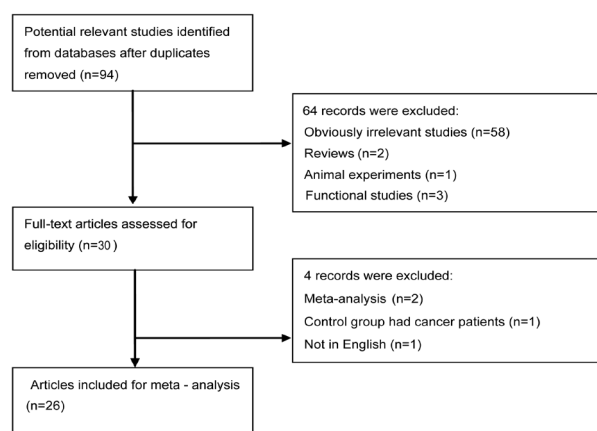 Potential relevant studies identified
from databases after duplicates
removed (n=94)
64 records were excluded:
Obviously irrelevant studies (n=58)
Reviews (n=2)
Animal experiments (n=1)
Functional studies (n=3)
Full-text articles assessed for
eligibility (n=30)
4 records were excluded:
Meta-analysis (n=2)
Control group had cancer patients (n=1)
Not in English (n=1)
Articles included for meta - analysis
(n=26)